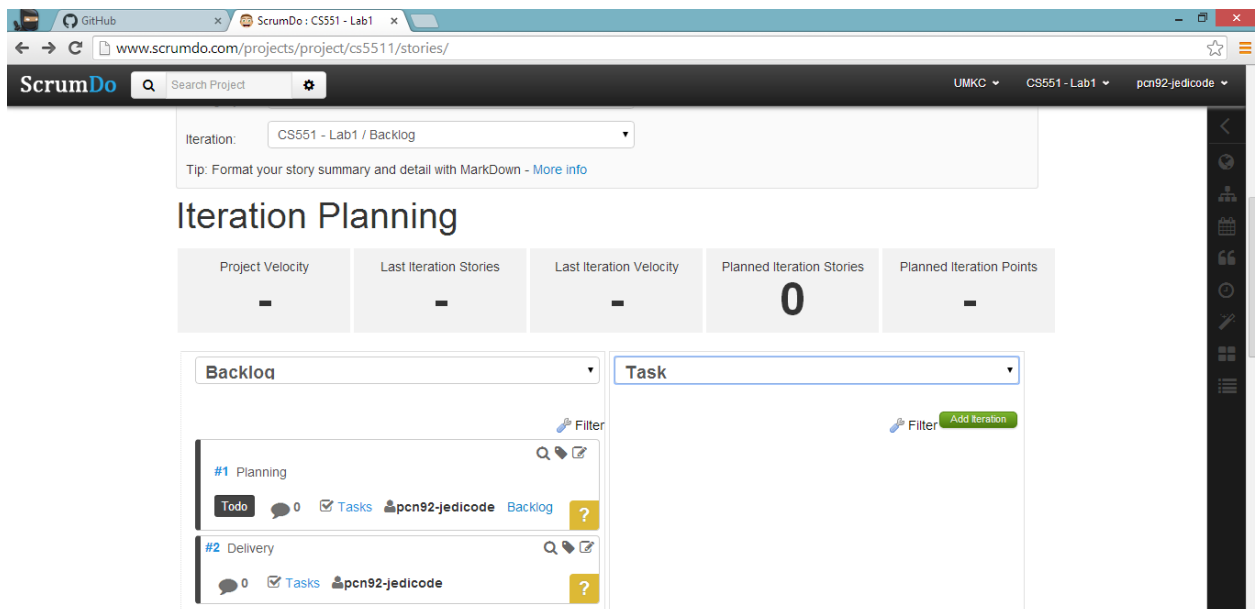 GitHub
ScrumDo : CS551 - Lab1
www.scrumdo.com/projects/project/cs5511/stories/
ScrumDo Search Project UMKC CS551 - Lab1 pcn92-jedicode
Iteration: CS551 - Lab1 / Backlog
Tip: Format your story summary and detail with MarkDown - More info
Iteration Planning
Project Velocity Last Iteration Stories Last Iteration Velocity Planned Iteration Stories Planned Iteration Points
- - - 0 -
Backlog Task
Filter Filter Add Iteration
#1 Planning
Todo 0 Tasks pcn92-jedicode Backlog ?
#2 Delivery
0 Tasks pcn92-jedicode ?